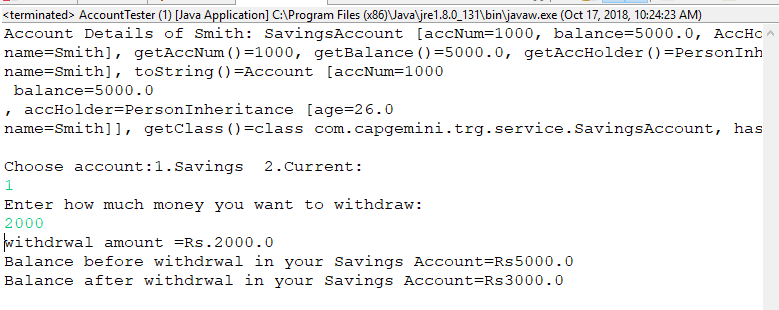 <terminated> AccountTester (1) [Java Application] C:\Program Files (x86)\Java\jre1.8.0_131\bin\javaw.exe (Oct 17, 2018, 10:24:23 AM)
Account Details of Smith: SavingsAccount [accNum=1000, balance=5000.0, AccHo
name=Smith], getAccNum()=1000, getBalance()=5000.0, getAccHolder()=PersonInh
name=Smith], toString()=Account [accNum=1000
balance=5000.0
, accHolder=PersonInheritance [age=26.0
name=Smith]], getClass()=class com.capgemini.trg.service.SavingsAccount, has
Choose account:1.Savings  2.Current:
1
Enter how much money you want to withdraw:
2000
withdrwal amount =Rs.2000.0
Balance before withdrwal in your Savings Account=Rs5000.0
Balance after withdrwal in your Savings Account=Rs3000.0